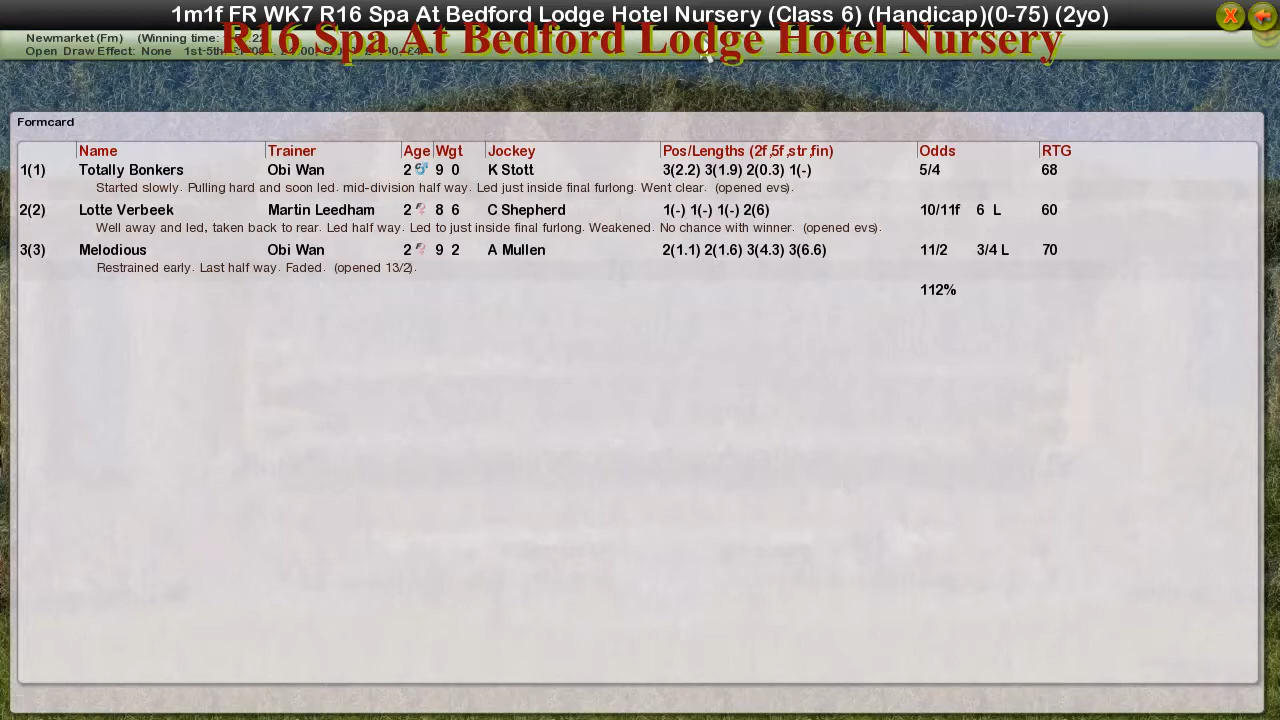 1m1f FR WK7 R16 Spa At Bedford Lodge Hotel Nursery (Class 6) (Handicap)(0-75) (2yo)
R16 Spa At Bedford Lodge Hotel Nursery
Newmarket(Fm) (Winning time:
Open Draw Effect: None 1st-5th:
Formcard
Name Trainer Age Wgt Jockey Pos/Lengths (2f,5f,str,fin) Odds RTG
1(1) Totally Bonkers Obi Wan 2 9 0 K Stott 3(2.2) 3(1.9) 2(0.3) 1(-) 5/4 68
Started slowly. Pulling hard and soon led. mid-division half way. Led just inside final furlong. Went clear. (opened evs).
2(2) Lotte Verbeek Martin Leedham 2 8 6 C Shepherd 1(-) 1(-) 1(-) 2(6) 10/11f 6 L 60
Well away and led, taken back to rear. Led half way. Led to just inside final furlong. Weakened. No chance with winner. (opened evs).
3(3) Melodious Obi Wan 2 9 2 A Mullen 2(1.1) 2(1.6) 3(4.3) 3(6.6) 11/2 3/4 L 70
Restrained early. Last half way. Faded. (opened 13/2).
112%
X